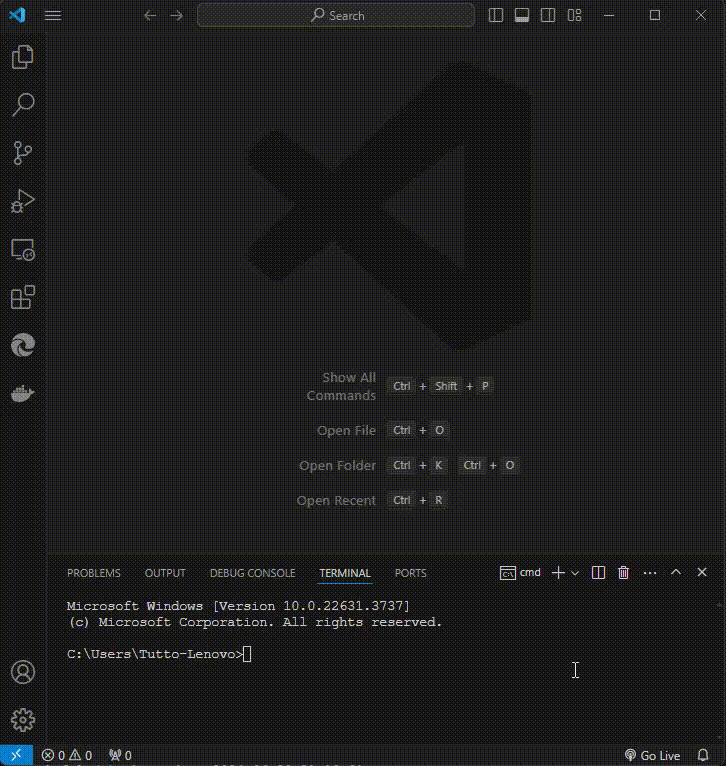 Search
Show All
Commands
Ctrl + Shift + P
Open File
Ctrl + O
Open Folder
Ctrl + K Ctrl + O
Open Recent
Ctrl + R
PROBLEMS OUTPUT DEBUG CONSOLE TERMINAL PORTS cmd
Microsoft Windows [Version 10.0.22631.3737]
(c) Microsoft Corporation. All rights reserved.
C:\Users\Tutto-Lenovo>
0 0 0 Go Live